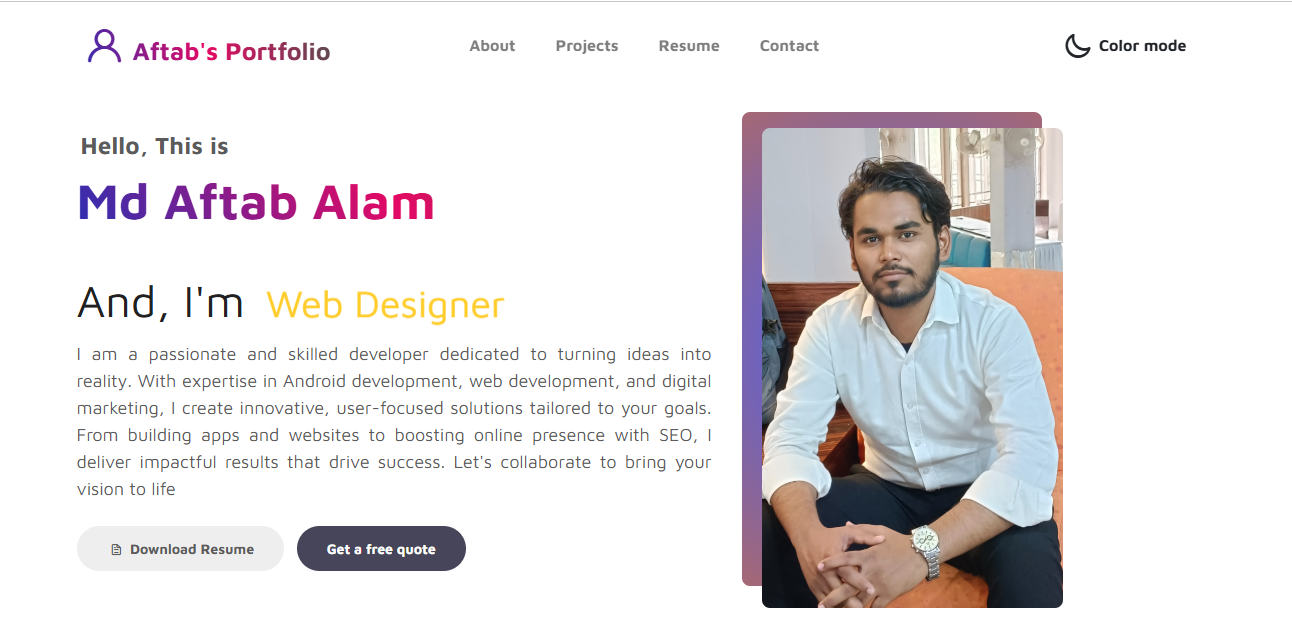 Aftab's Portfolio
About Projects Resume Contact
Color mode
Hello, This is
Md Aftab Alam
And, I'm Web Designer
I am a passionate and skilled developer dedicated to turning ideas into
reality. With expertise in Android development, web development, and digital
marketing, I create innovative, user-focused solutions tailored to your goals.
From building apps and websites to boosting online presence with SEO, I
deliver impactful results that drive success. Let's collaborate to bring your
vision to life
Download Resume
Get a free quote